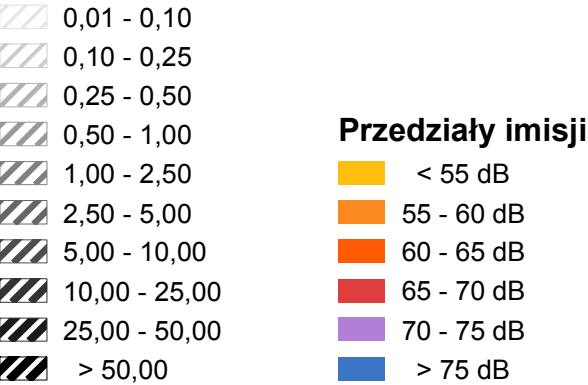 0,01 - 0,10
0,10 - 0,25
0,25 - 0,50
0,50 - 1,00
1,00 - 2,50
2,50 - 5,00
5,00 - 10,00
10,00 - 25,00
25,00 - 50,00
> 50,00
Przedziały imisji
< 55 dB
55 - 60 dB
60 - 65 dB
65 - 70 dB
70 - 75 dB
> 75 dB